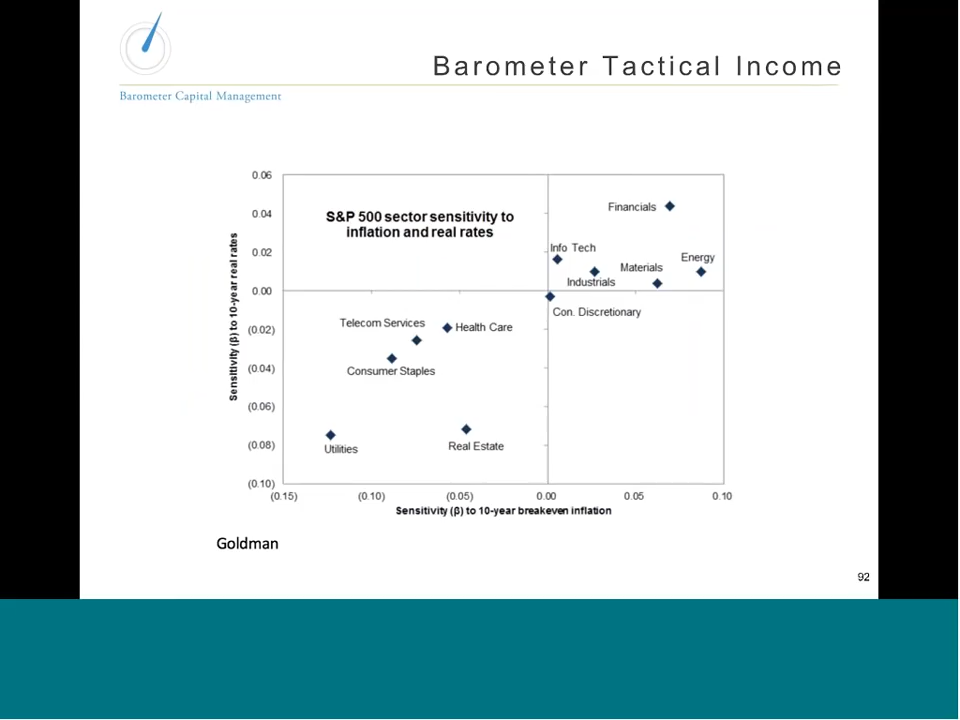 Barometer Tactical Income
Barometer Capital Management
S&P 500 sector sensitivity to
inflation and real rates
Sensitivity (β) to 10-year real rates
0.06
0.04
0.02
0.00
(0.02)
(0.04)
(0.06)
(0.08)
(0.10)
Financials
Info Tech
Energy
Materials
Industrials
Con. Discretionary
Telecom Services
Health Care
Consumer Staples
Utilities
Real Estate
(0.15) (0.10) (0.05) 0.00 0.05 0.10
Sensitivity (β) to 10-year breakeven inflation
Goldman
92